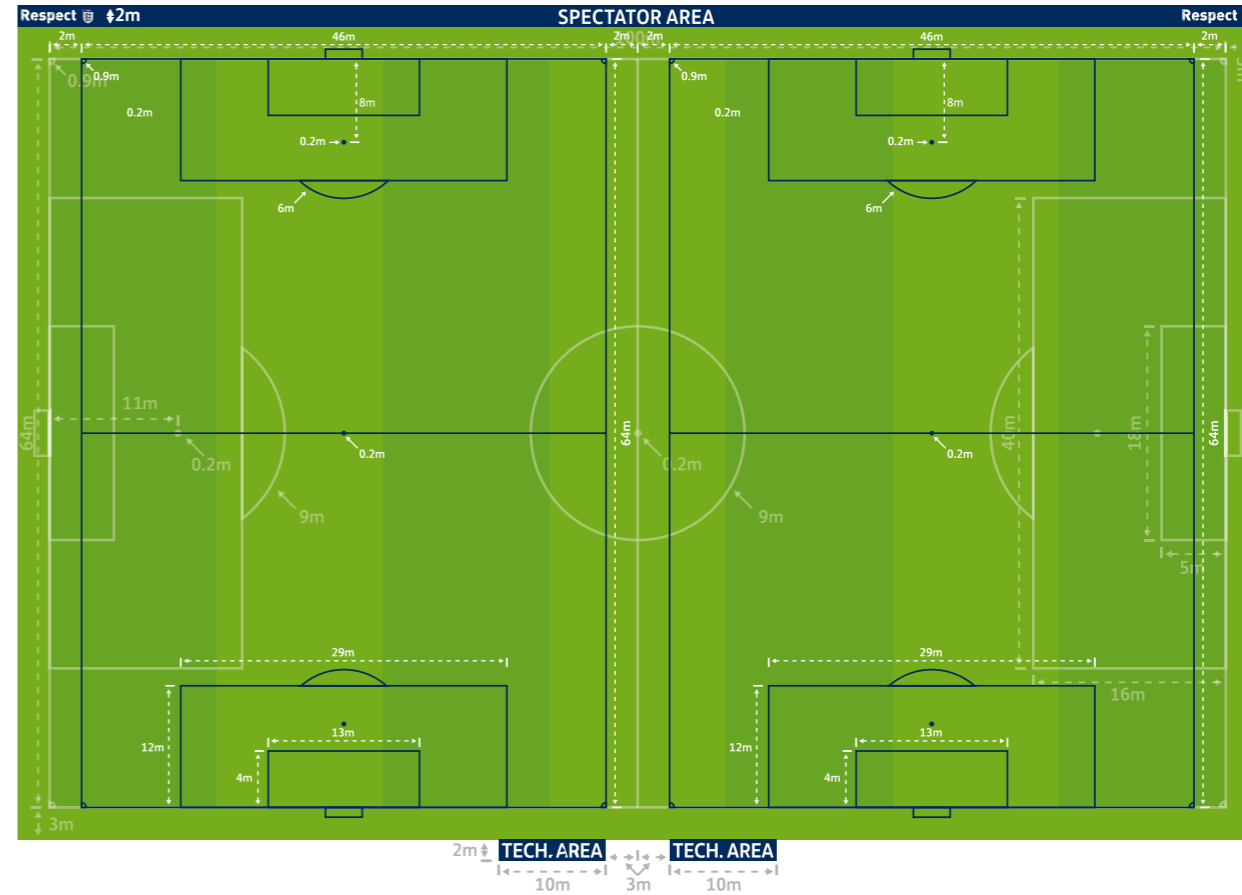 Respect 2m SPECTATOR AREA Respect
2m 46m 2m 2m 46m 2m
100m
0.9m 0.9m 0.9m
0.2m 8m 0.2m 8m
0.2m 0.2m
6m 6m
11m
64m 64m 40m 18m 64m
0.2m 0.2m 0.2m 0.2m
9m 9m
5m
29m 29m
16m
13m 13m
12m 12m
4m 4m
3m
2m TECH. AREA TECH. AREA
10m 3m 10m